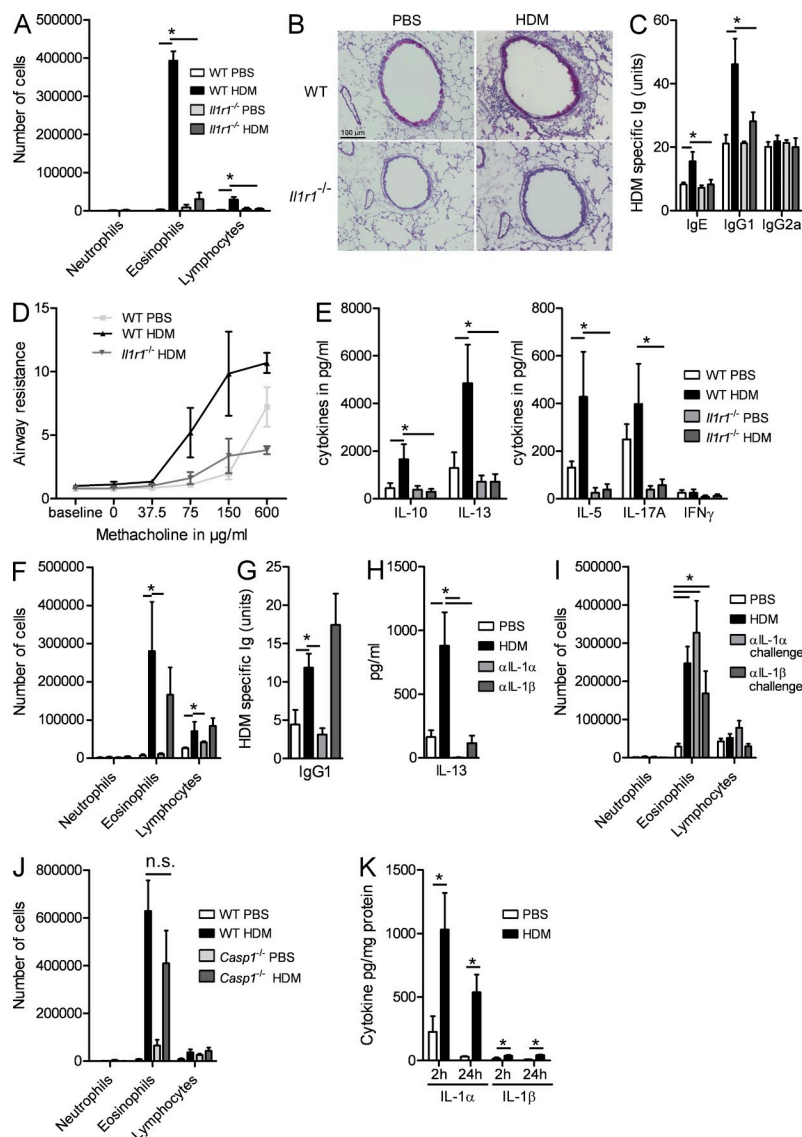 A
Number of cells
500000
400000
300000
200000
100000
0
*
*
Neutrophils
Eosinophils
Lymphocytes
WT PBS
WT HDM
Il1r1-/- PBS
Il1r1-/- HDM
B
PBS
HDM
WT
Il1r1-/-
100 µm
C
HDM specific Ig (units)
60
40
20
0
*
*
IgE
IgG1
IgG2a
D
Airway resistance
15
10
5
0
WT PBS
WT HDM
Il1r1-/- HDM
baseline
0
37.5
75
150
600
Methacholine in µg/ml
E
cytokines in pg/ml
8000
6000
4000
2000
0
*
*
IL-10
IL-13
cytokines in pg/ml
800
600
400
200
0
*
*
IL-5
IL-17A
IFNγ
WT PBS
WT HDM
Il1r1-/- PBS
Il1r1-/- HDM
F
Number of cells
500000
400000
300000
200000
100000
0
*
*
Neutrophils
Eosinophils
Lymphocytes
G
HDM specific Ig (units)
25
20
15
10
5
0
*
IgG1
H
pg/ml
1500
1000
500
0
*
IL-13
PBS
HDM
αIL-1α
αIL-1β
I
Number of cells
500000
400000
300000
200000
100000
0
*
Neutrophils
Eosinophils
Lymphocytes
PBS
HDM
αIL-1α
challenge
αIL-1β
challenge
J
Number of cells
800000
600000
400000
200000
0
n.s.
Neutrophils
Eosinophils
Lymphocytes
WT PBS
WT HDM
Casp1-/- PBS
Casp1-/- HDM
K
Cytokine pg/mg protein
1500
1000
500
0
*
*
*
*
2h
24h
2h
24h
IL-1α
IL-1β
PBS
HDM